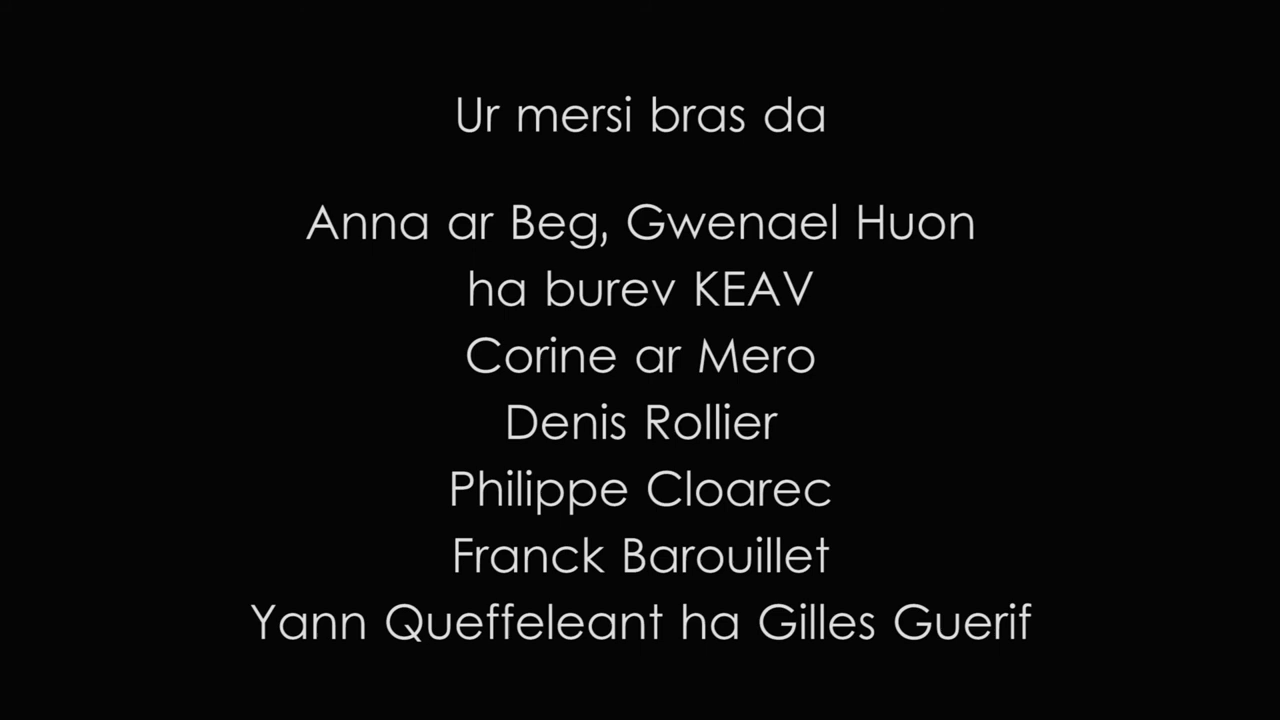 Ur mersi bras da
Anna ar Beg, Gwenael Huon
ha burev KEAV
Corine ar Mero
Denis Rollier
Philippe Cloarec
Franck Barouillet
Yann Queffeleant ha Gilles Guerif